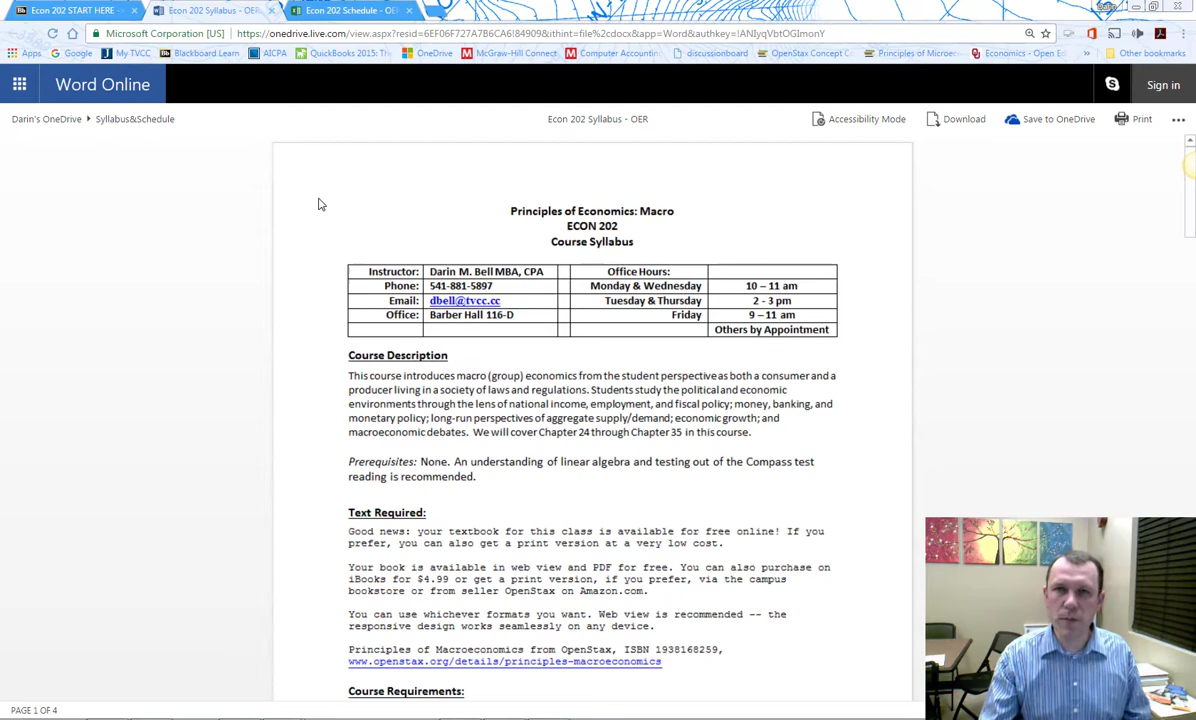 Econ 202 START HERE
Econ 202 Syllabus - OER
Econ 202 Schedule - OER
Microsoft Corporation [US]
https://onedrive.live.com/view.aspx?resid=6EF06F727A7B6CA6!84909&ithint=file%2cdocx&app=Word&authkey=!ANIyqVbtOGImonY
Apps Google My TVCC Blackboard Learn AICPA QuickBooks 2015: Th OneDrive McGraw-Hill Connect Computer Accounting discussionboard OpenStax Concept Co Principles of Microec Economics - Open Ed » Other bookmarks
Word Online
Sign in
Darin's OneDrive Syllabus&Schedule
Econ 202 Syllabus - OER
Accessibility Mode Download Save to OneDrive Print
Principles of Economics: Macro
ECON 202
Course Syllabus
Instructor: Darin M. Bell MBA, CPA Office Hours:
Phone: 541-881-5897 Monday & Wednesday 10 – 11 am
Email: dbell@tvcc.cc Tuesday & Thursday 2 - 3 pm
Office: Barber Hall 116-D Friday 9 – 11 am
Others by Appointment
Course Description
This course introduces macro (group) economics from the student perspective as both a consumer and a
producer living in a society of laws and regulations. Students study the political and economic
environments through the lens of national income, employment, and fiscal policy; money, banking, and
monetary policy; long-run perspectives of aggregate supply/demand; economic growth; and
macroeconomic debates. We will cover Chapter 24 through Chapter 35 in this course.
Prerequisites: None. An understanding of linear algebra and testing out of the Compass test
reading is recommended.
Text Required:
Good news: your textbook for this class is available for free online! If you
prefer, you can also get a print version at a very low cost.
Your book is available in web view and PDF for free. You can also purchase on
iBooks for $4.99 or get a print version, if you prefer, via the campus
bookstore or from seller OpenStax on Amazon.com.
You can use whichever formats you want. Web view is recommended -- the
responsive design works seamlessly on any device.
Principles of Macroeconomics from OpenStax, ISBN 1938168259,
www.openstax.org/details/principles-macroeconomics
Course Requirements:
PAGE 1 OF 4